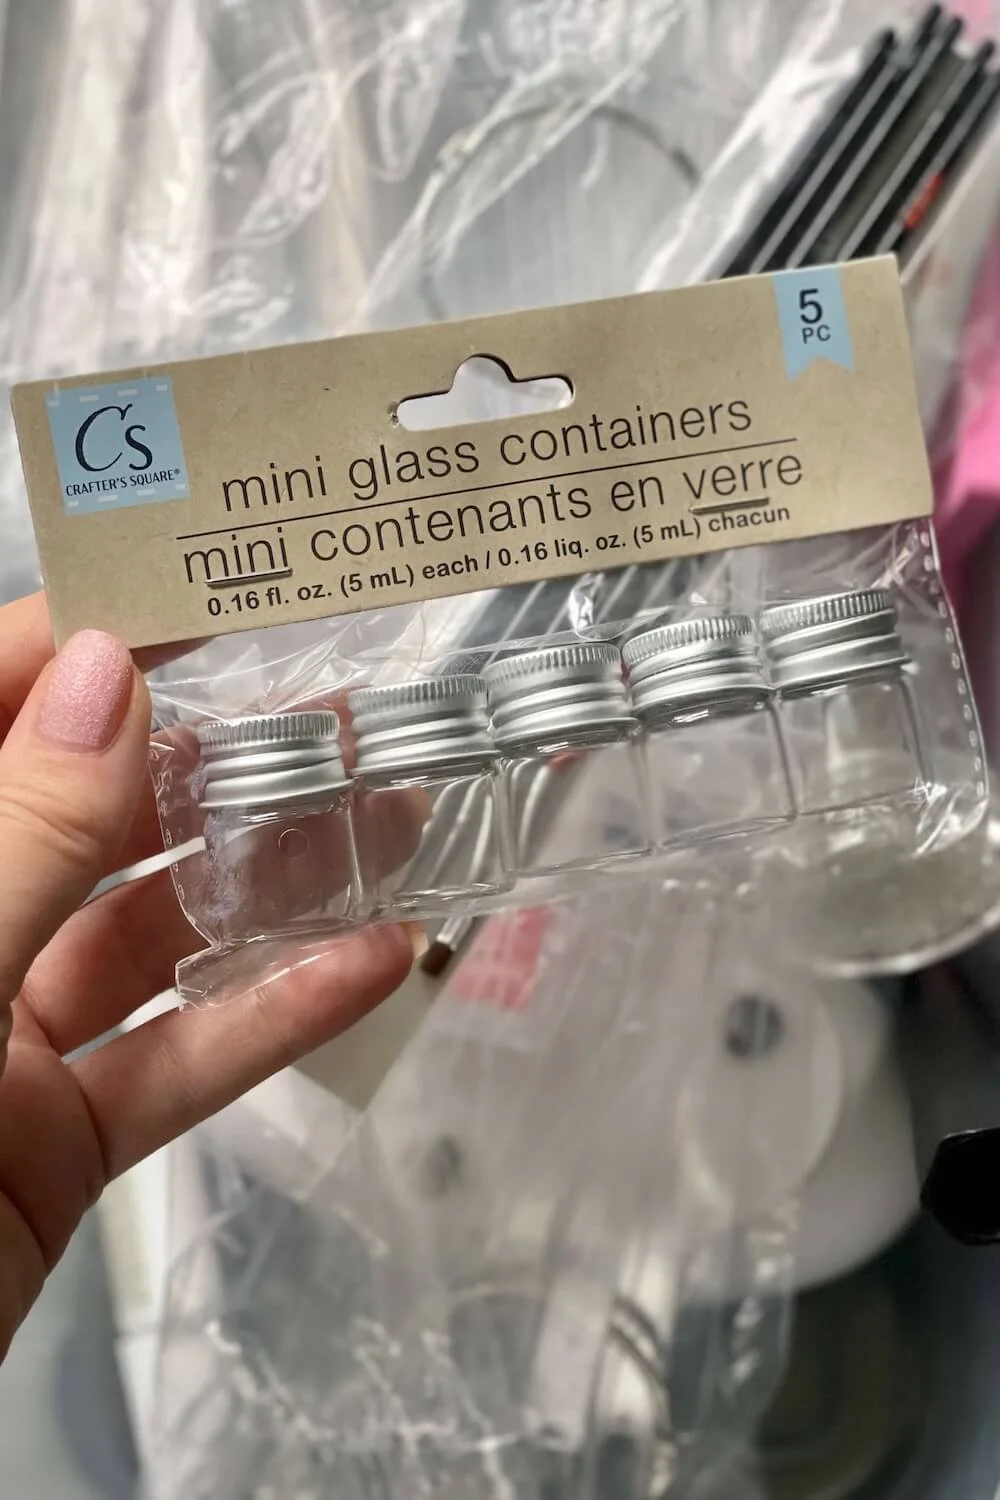 5
PC
Cs
CRAFTER'S SQUARE®
mini glass containers
mini contenants en verre
0.16 fl. oz. (5 mL) each / 0.16 liq. oz. (5 mL) chacun